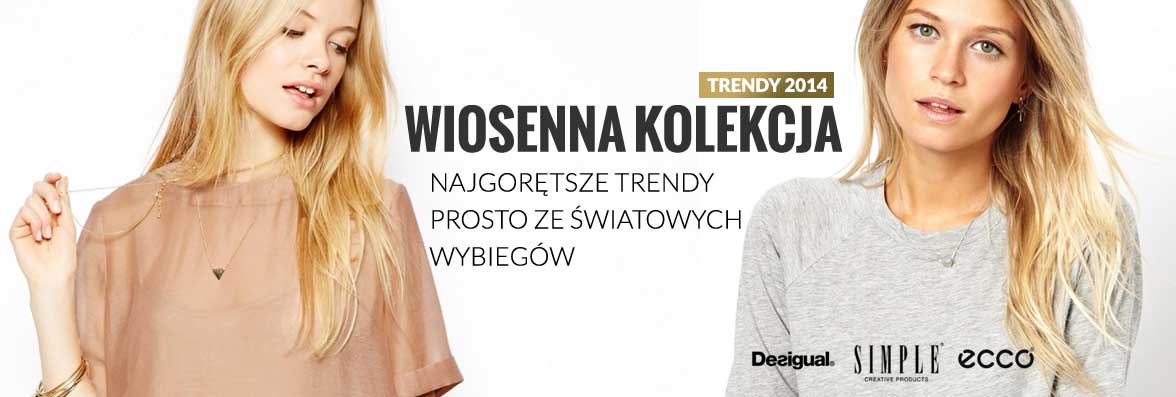 TRENDY 2014
WIOSENNA KOLEKCJA
NAJGORĘTSZE TRENDY
PROSTO ZE ŚWIATOWYCH
WYBIEGÓW
Desigual. SIMPLE® ecco®
CREATIVE PRODUCTS